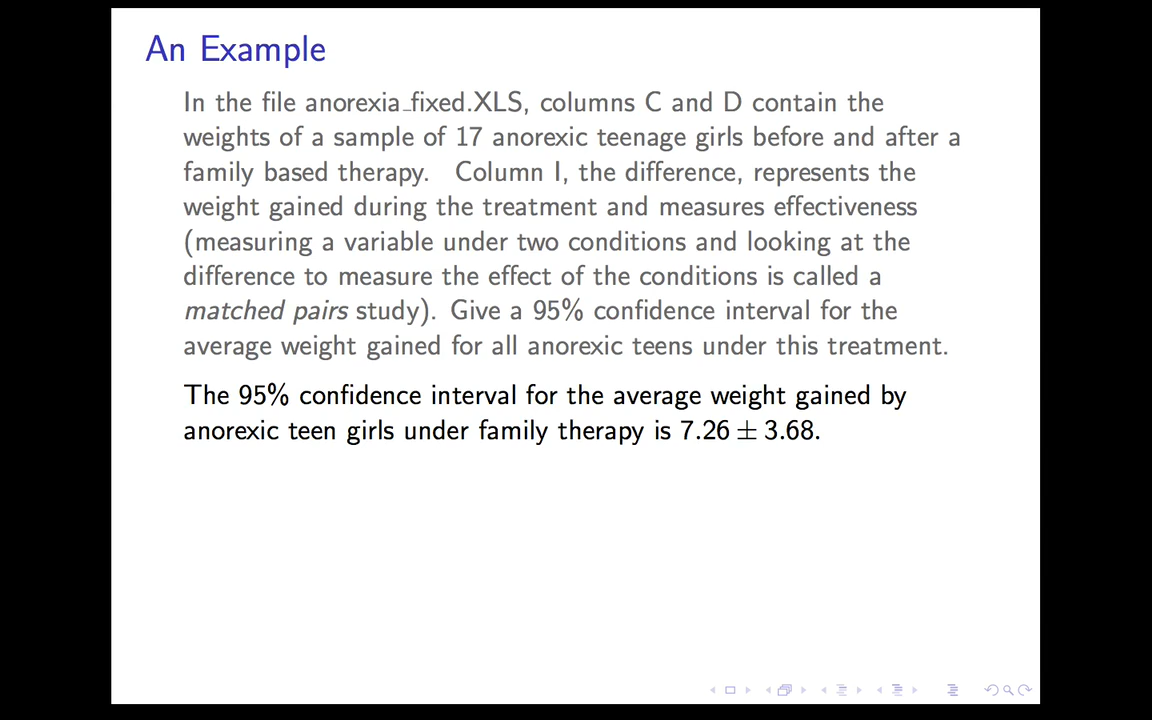 An Example
In the file anorexia_fixed.XLS, columns C and D contain the
weights of a sample of 17 anorexic teenage girls before and after a
family based therapy. Column I, the difference, represents the
weight gained during the treatment and measures effectiveness
(measuring a variable under two conditions and looking at the
difference to measure the effect of the conditions is called a
matched pairs study). Give a 95% confidence interval for the
average weight gained for all anorexic teens under this treatment.
The 95% confidence interval for the average weight gained by
anorexic teen girls under family therapy is 7.26 ± 3.68.